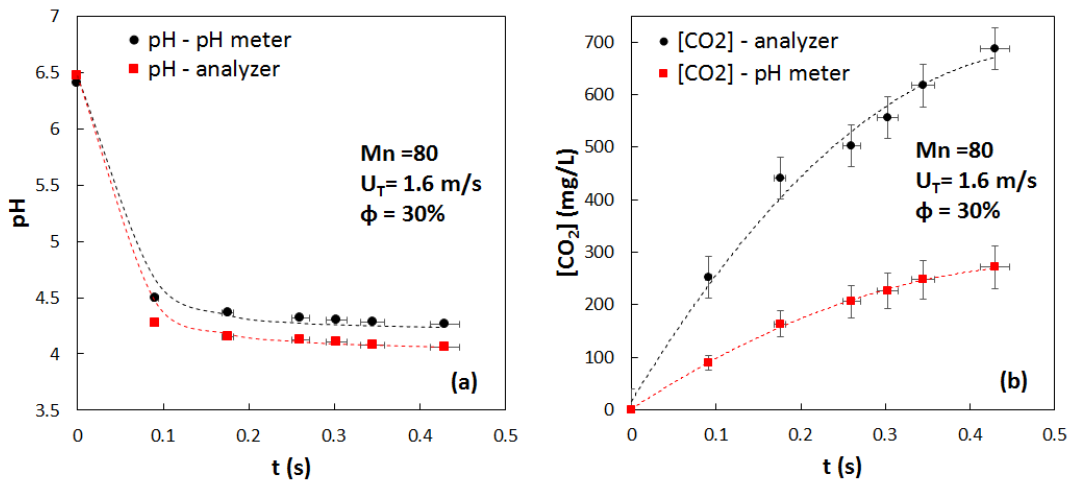 7
6.5
6
5.5
5
4.5
4
3.5
pH
pH - pH meter
pH - analyzer
Mn =80
U_T= 1.6 m/s
ϕ = 30%
(a)
0 0.1 0.2 0.3 0.4 0.5
t (s)
700
600
500
400
300
200
100
0
[CO₂] (mg/L)
[CO2] - analyzer
[CO2] - pH meter
Mn =80
U_T= 1.6 m/s
ϕ = 30%
(b)
0 0.1 0.2 0.3 0.4 0.5
t (s)